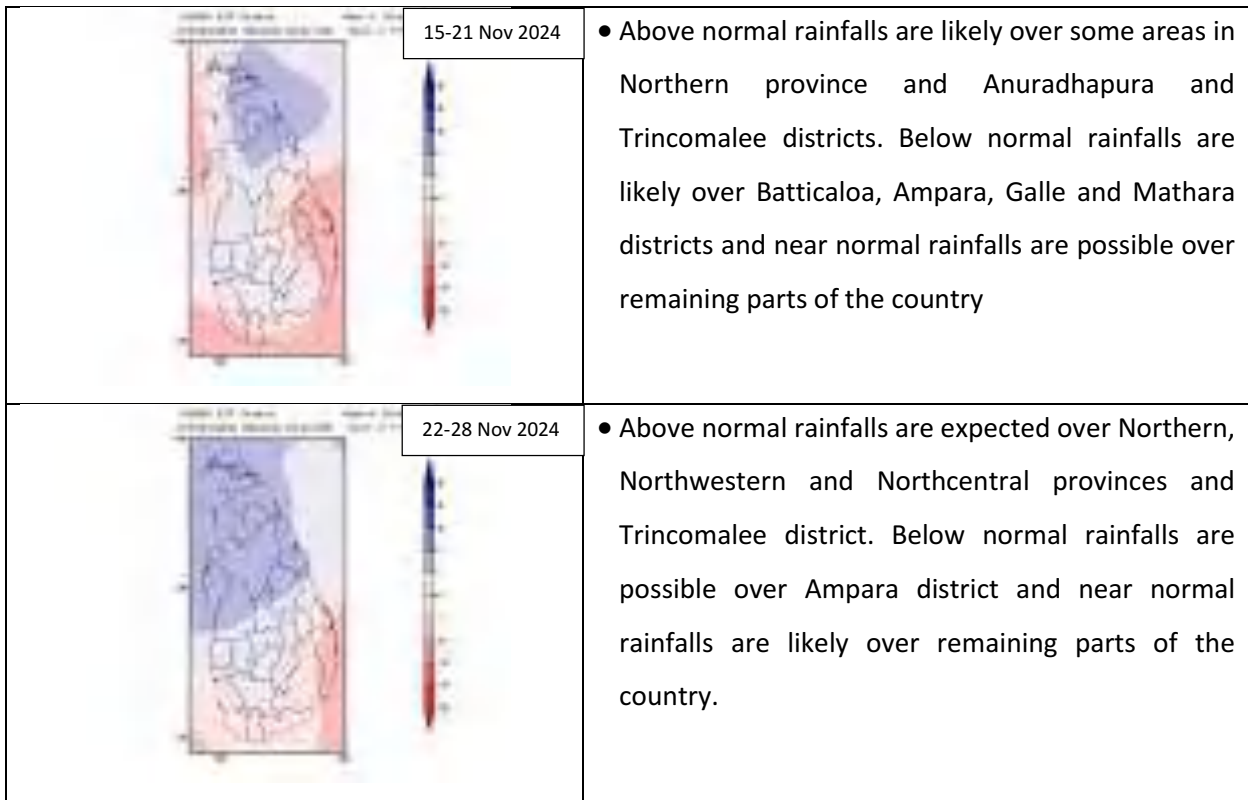 15-21 Nov 2024
• Above normal rainfalls are likely over some areas in
Northern province and Anuradhapura and
Trincomalee districts. Below normal rainfalls are
likely over Batticaloa, Ampara, Galle and Mathara
districts and near normal rainfalls are possible over
remaining parts of the country
22-28 Nov 2024
• Above normal rainfalls are expected over Northern,
Northwestern and Northcentral provinces and
Trincomalee district. Below normal rainfalls are
possible over Ampara district and near normal
rainfalls are likely over remaining parts of the
country.